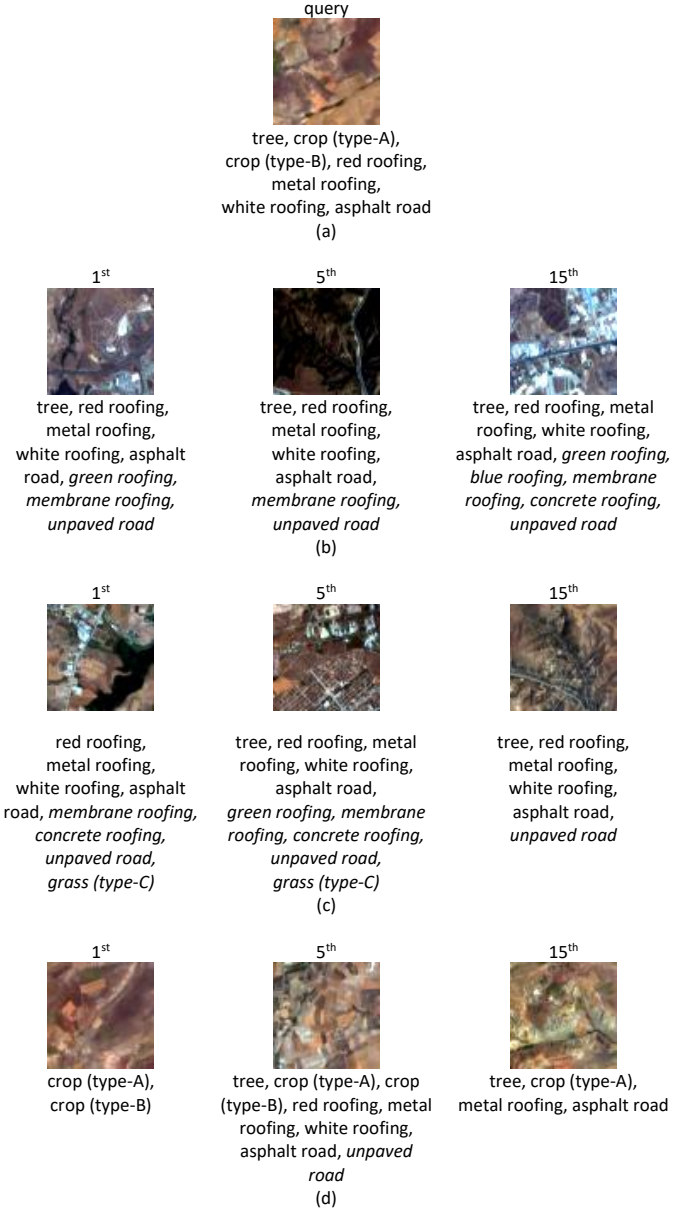 query
tree, crop (type-A),
crop (type-B), red roofing,
metal roofing,
white roofing, asphalt road
(a)
1st
5th
15th
tree, red roofing,
metal roofing,
white roofing, asphalt
road, green roofing,
membrane roofing,
unpaved road
tree, red roofing,
metal roofing,
white roofing,
asphalt road,
membrane roofing,
unpaved road
tree, red roofing, metal
roofing, white roofing,
asphalt road, green roofing,
blue roofing, membrane
roofing, concrete roofing,
unpaved road
(b)
1st
5th
15th
red roofing,
metal roofing,
white roofing, asphalt
road, membrane roofing,
concrete roofing,
unpaved road,
grass (type-C)
tree, red roofing, metal
roofing, white roofing,
asphalt road,
green roofing, membrane
roofing, concrete roofing,
unpaved road,
grass (type-C)
tree, red roofing,
metal roofing,
white roofing,
asphalt road,
unpaved road
(c)
1st
5th
15th
crop (type-A),
crop (type-B)
tree, crop (type-A), crop
(type-B), red roofing, metal
roofing, white roofing,
asphalt road, unpaved
road
tree, crop (type-A),
metal roofing, asphalt road
(d)